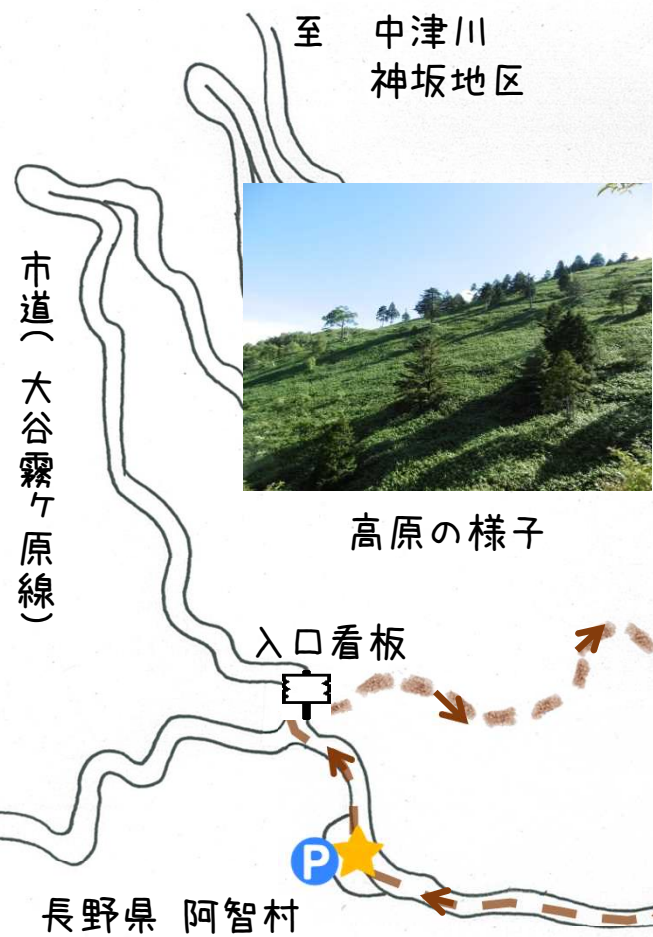 至　中津川
神坂地区
市道(大谷霧ヶ原線)
高原の様子
入口看板
P
長野県 阿智村